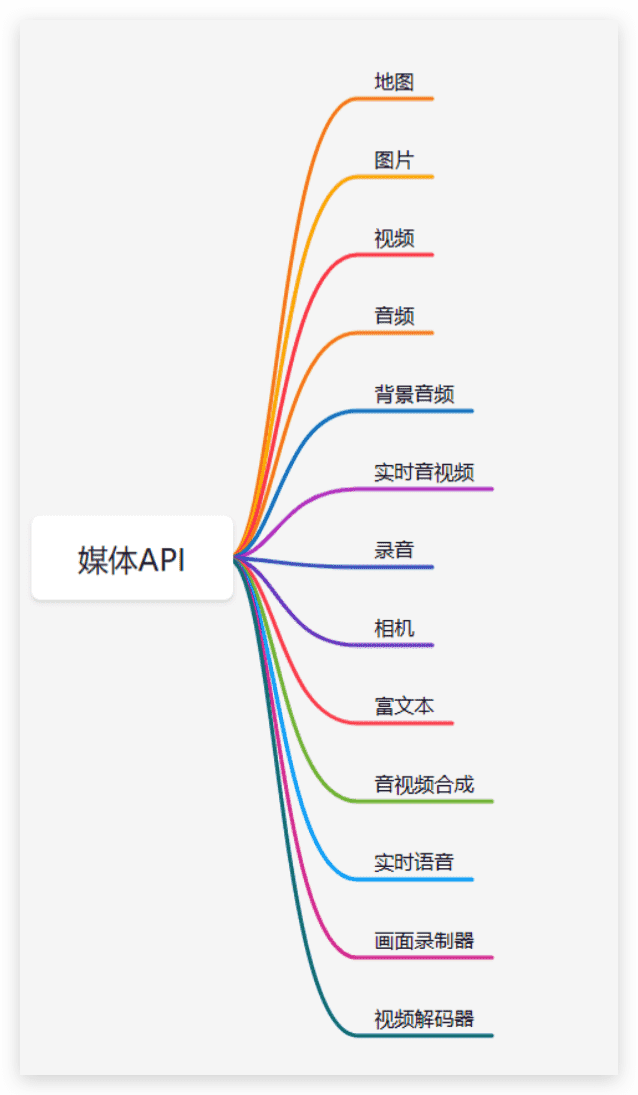 媒体API
地图
图片
视频
音频
背景音频
实时音视频
录音
相机
富文本
音视频合成
实时语音
画面录制器
视频解码器